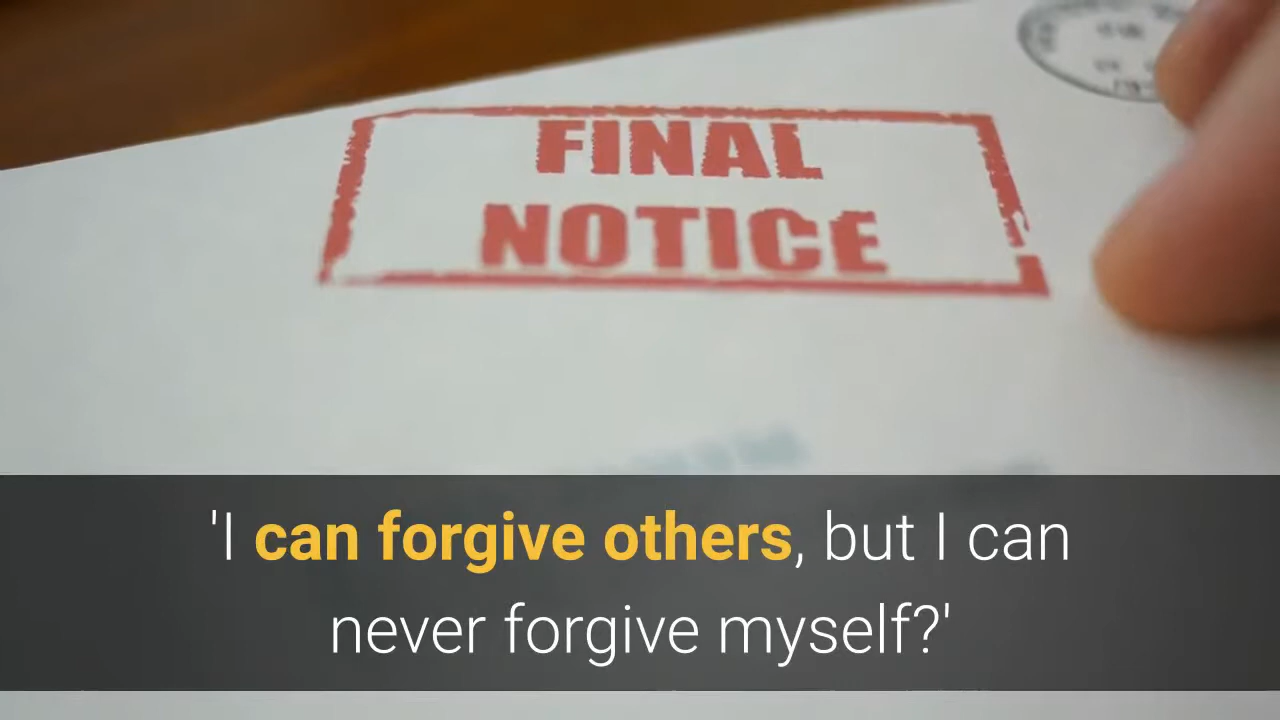 FINAL
NOTICE
'I can forgive others, but I can
never forgive myself?'